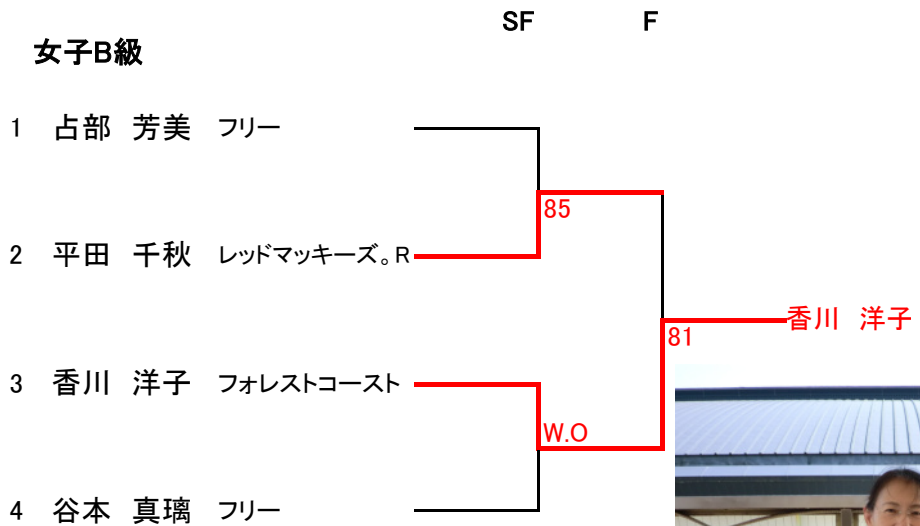 SF F
女子B級
1 占部 芳美 フリー
85
2 平田 千秋 レッドマッキーズ。R
香川 洋子
81
3 香川 洋子 フォレストコースト
W.O
4 谷本 真璃 フリー